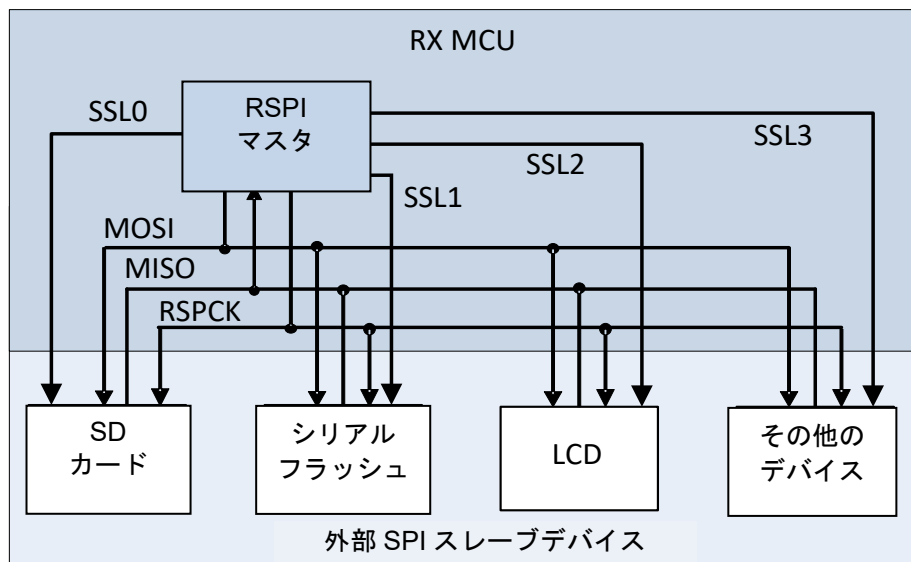 RX MCU
RSPI
マスタ
SSL0
SSL1
SSL2
SSL3
MOSI
MISO
RSPCK
SD
カード
シリアル
フラッシュ
LCD
その他の
デバイス
外部 SPI スレーブデバイス